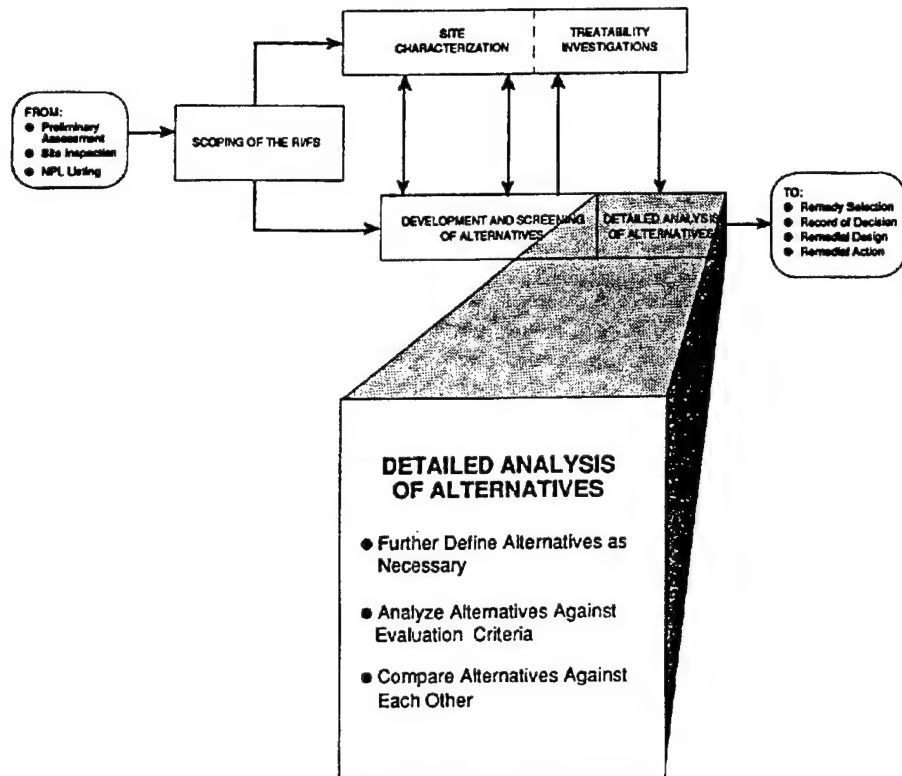 SITE
CHARACTERIZATION
TREATABILITY
INVESTIGATIONS
FROM:
● Preliminary
Assessment
● Site Inspection
● NPL Listing
SCOPING OF THE RI/FS
DEVELOPMENT AND SCREENING
OF ALTERNATIVES
DETAILED ANALYSIS
OF ALTERNATIVES
TO:
● Remedy Selection
● Record of Decision
● Remedial Design
● Remedial Action
DETAILED ANALYSIS
OF ALTERNATIVES
● Further Define Alternatives as
Necessary
● Analyze Alternatives Against
Evaluation Criteria
● Compare Alternatives Against
Each Other